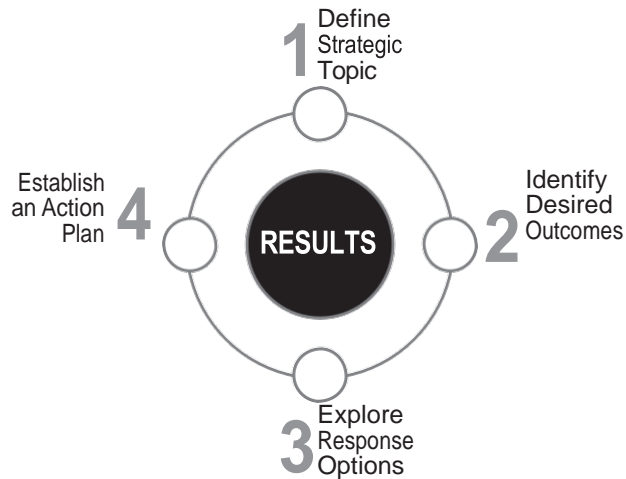 1 Define
Strategic
Topic
Establish
an Action
Plan
4
RESULTS
2
Identify
Desired
Outcomes
3 Explore
Response
Options